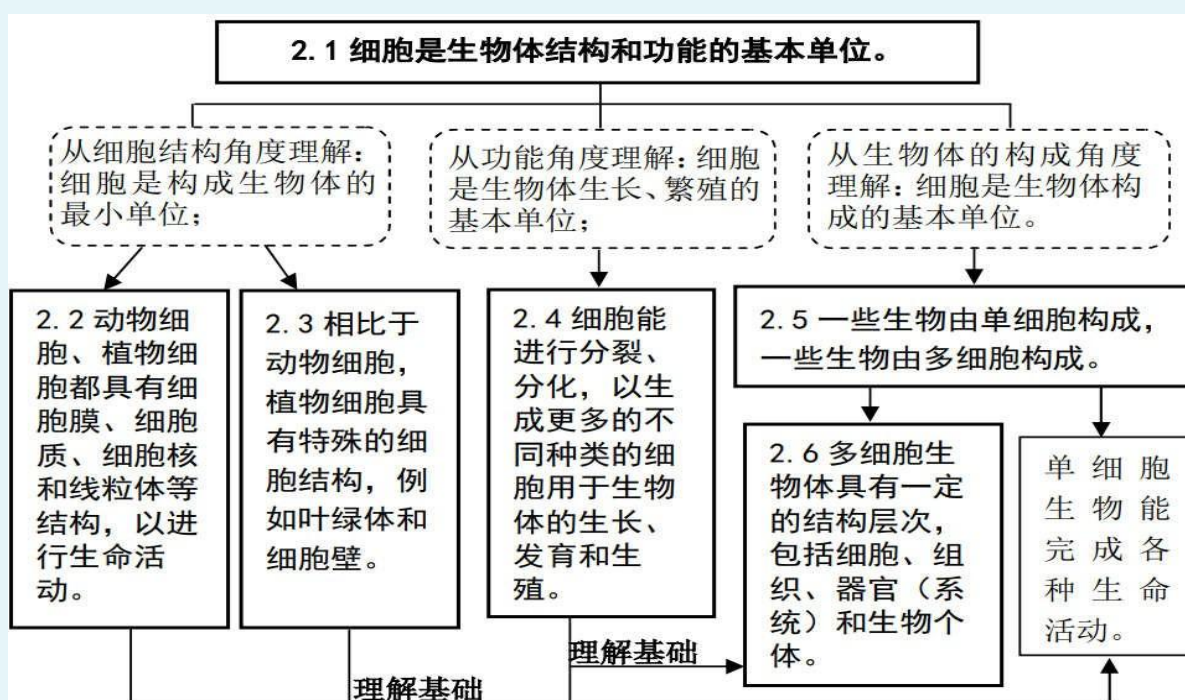 2.1 细胞是生物体结构和功能的基本单位。
从细胞结构角度理解：
细胞是构成生物体的
最小单位；
从功能角度理解：细胞
是生物体生长、繁殖的
基本单位；
从生物体的构成角度
理解：细胞是生物体构
成的基本单位。
2.2 动物细
胞、植物细
胞都具有细
胞膜、细胞
质、细胞核
和线粒体等
结构，以进
行生命活
动。
2.3 相比于
动物细胞，
植物细胞具
有特殊的细
胞结构，例
如叶绿体和
细胞壁。
2.4 细胞能
进行分裂、
分化，以生
成更多的不
同种类的细
胞用于生物
体的生长、
发育和生
殖。
2.5 一些生物由单细胞构成，
一些生物由多细胞构成。
2.6 多细胞生
物体具有一定
的结构层次，
包括细胞、组
织、器官（系
统）和生物个
体。
单细胞
生物能
完成各
种生命
活动。
理解基础
理解基础